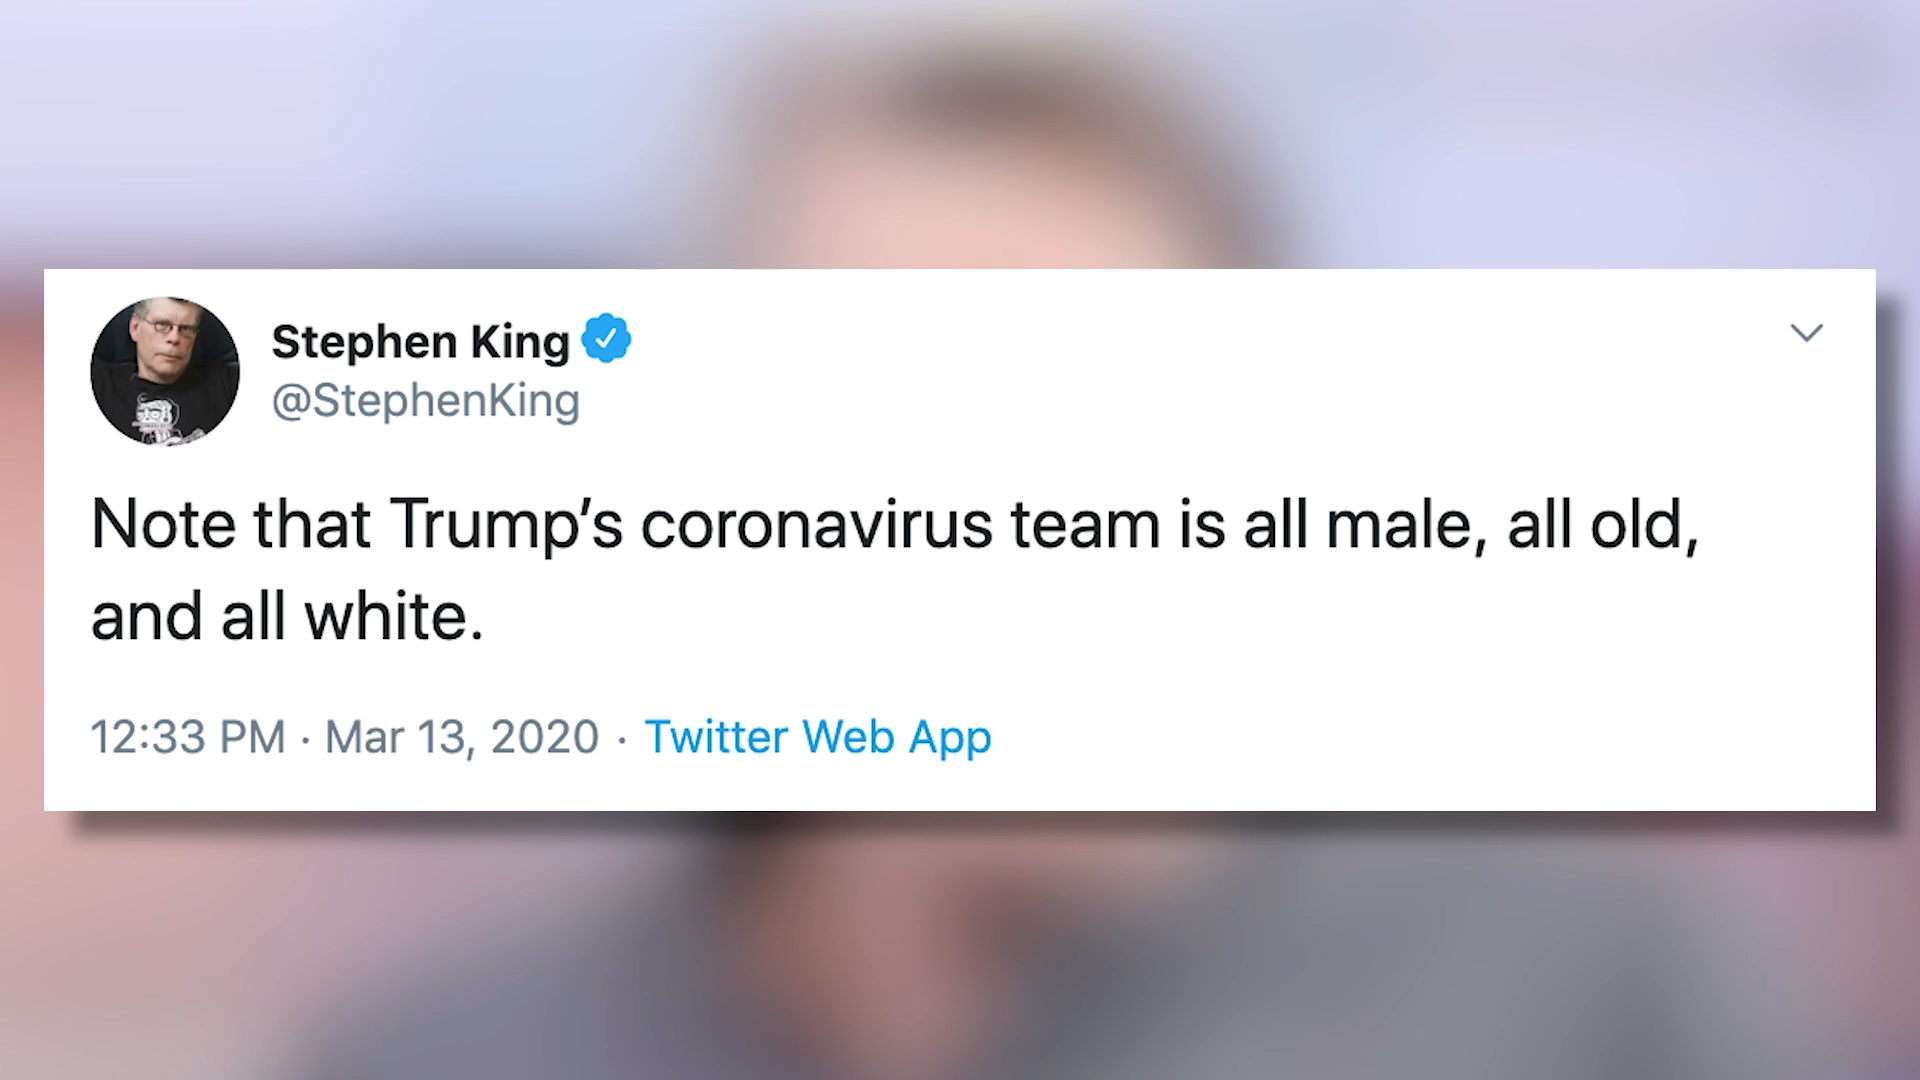 Stephen King
@StephenKing
Note that Trump’s coronavirus team is all male, all old,
and all white.
12:33 PM · Mar 13, 2020 · Twitter Web App